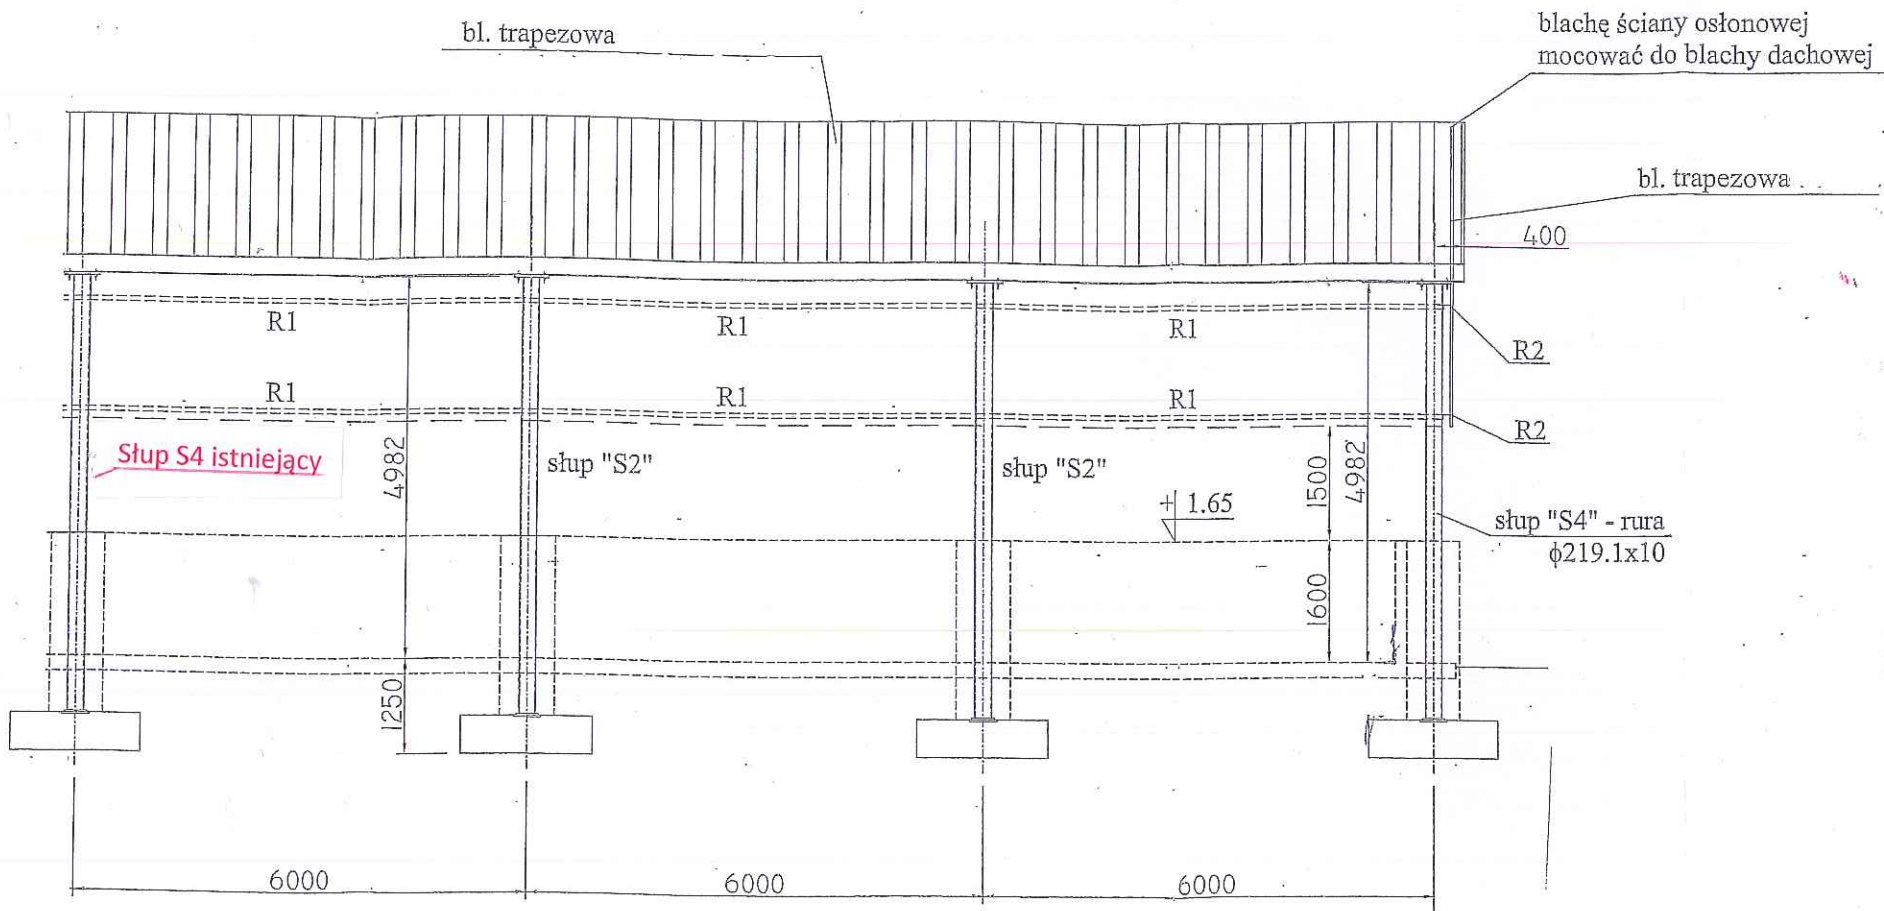 bl. trapezowa
blachę ściany osłonowej
mocować do blachy dachowej
bl. trapezowa
400
R1
R1
R1
R2
R1
R1
R1
R2
Słup S4 istniejący
4982
słup "S2"
słup "S2"
1500
4982
+ 1.65
słup "S4" - rura
ϕ219.1x10
1600
1250
6000
6000
6000